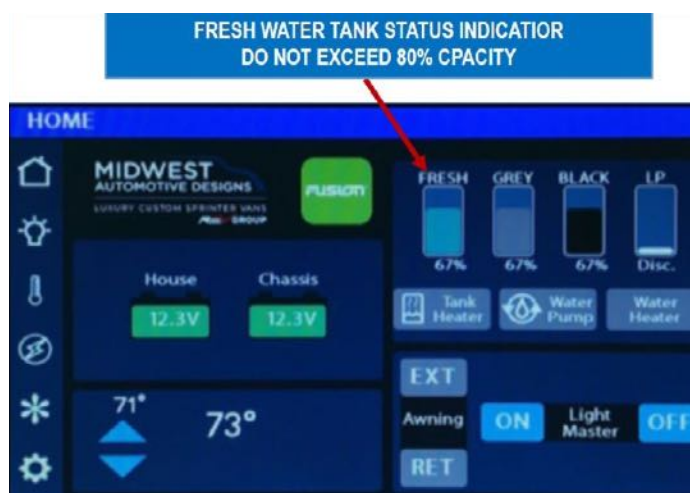 FRESH WATER TANK STATUS INDICATIOR
DO NOT EXCEED 80% CPACITY
HOME
MIDWEST
AUTOMOTIVE DESIGNS
LUXURY CUSTOM SPRINTER VANS
GROUP
FUSION
FRESH GREY BLACK LP
67% 67% 67% Disc.
House Chassis
12.3V 12.3V
Tank Heater
Water Pump
Water Heater
71°
73°
EXT
Awning
RET
ON
Light Master
OFF